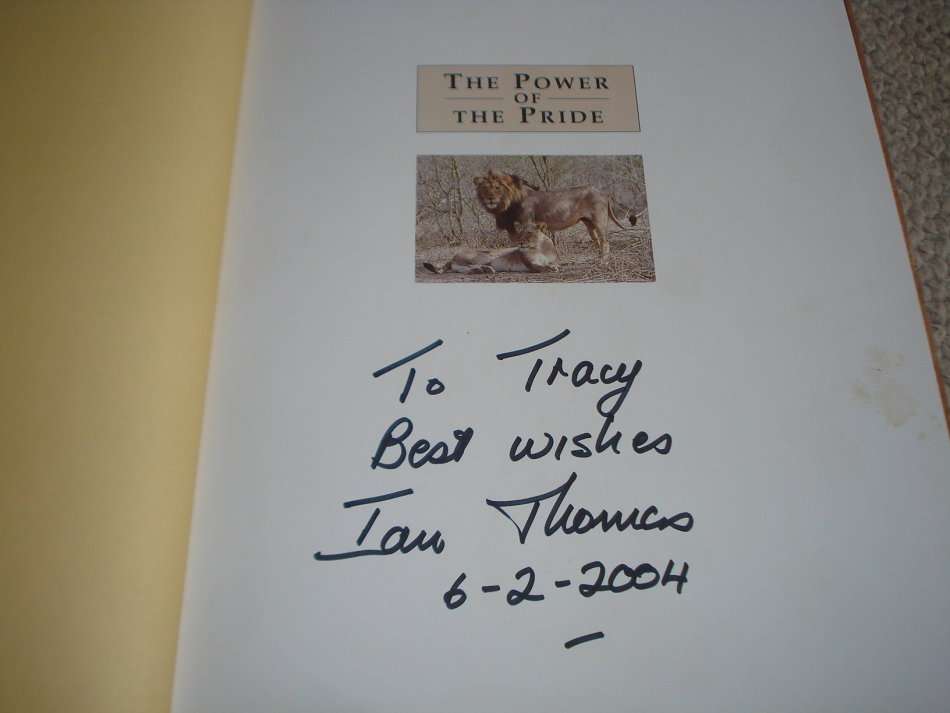 THE POWER
OF
THE PRIDE
To Tracy
Best wishes
Ian Thomas
6-2-2004